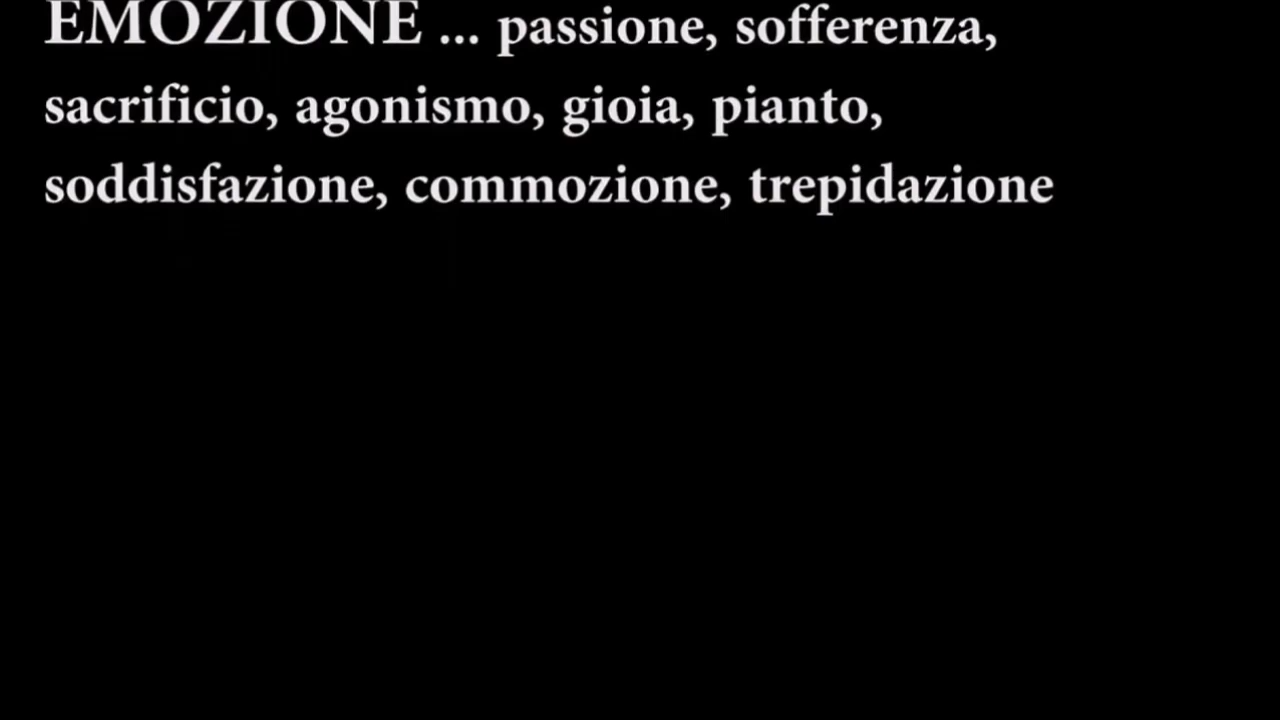 EMOZIONE ... passione, sofferenza,
sacrificio, agonismo, gioia, pianto,
soddisfazione, commozione, trepidazione